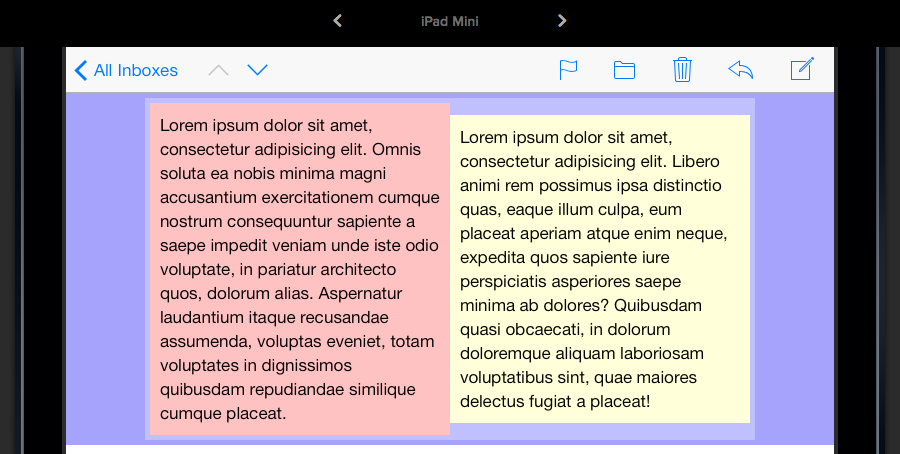 iPad Mini
All Inboxes
Lorem ipsum dolor sit amet,
consectetur adipisicing elit. Omnis
soluta ea nobis minima magni
accusantium exercitationem cumque
nostrum consequuntur sapiente a
saepe impedit veniam unde iste odio
voluptate, in pariatur architecto
quos, dolorum alias. Aspernatur
laudantium itaque recusandae
assumenda, voluptas eveniet, totam
voluptates in dignissimos
quibusdam repudiandae similique
cumque placeat.
Lorem ipsum dolor sit amet,
consectetur adipisicing elit. Libero
animi rem possimus ipsa distinctio
quas, eaque illum culpa, eum
placeat aperiam atque enim neque,
expedita quos sapiente iure
perspiciatis asperiores saepe
minima ab dolores? Quibusdam
quasi obcaecati, in dolorum
doloremque aliquam laboriosam
voluptatibus sint, quae maiores
delectus fugiat a placeat!